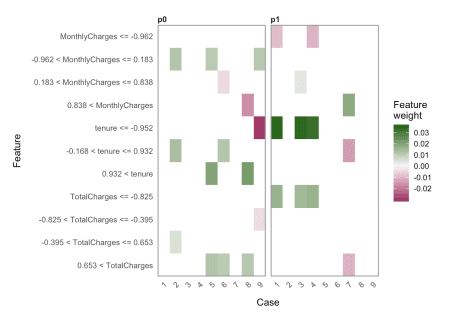 p0
p1
MonthlyCharges <= -0.962
-0.962 < MonthlyCharges <= 0.183
0.183 < MonthlyCharges <= 0.838
0.838 < MonthlyCharges
tenure <= -0.952
-0.168 < tenure <= 0.932
0.932 < tenure
TotalCharges <= -0.825
-0.825 < TotalCharges <= -0.395
-0.395 < TotalCharges <= 0.653
0.653 < TotalCharges
Feature
1 2 3 4 5 6 7 8 9
1 2 3 4 5 6 7 8 9
Case
Feature
weight
0.03
0.02
0.01
0.00
-0.01
-0.02